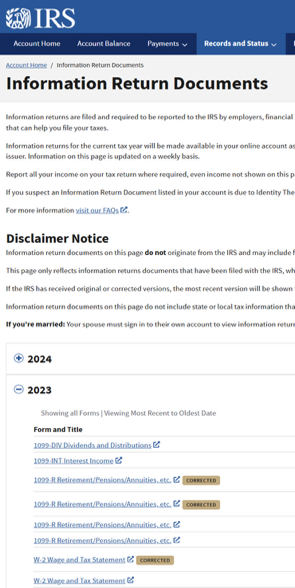 IRS
Account Home Account Balance Payments Records and Status
Account Home / Information Return Documents
Information Return Documents
Information returns are filed and required to be reported to the IRS by employers, financial
that can help you file your taxes.
Information returns for the current tax year will be made available in your online account as
issuer. Information on this page is updated on a weekly basis.
Report all your income on your tax return where required, even income not shown on this p
If you suspect an Information Return Document listed in your account is due to Identity The
For more information visit our FAQs.
Disclaimer Notice
Information return documents on this page do not originate from the IRS and may include f
This page only reflects information returns documents that have been filed with the IRS, wh
If the IRS has received original or corrected versions, the most recent version will be shown
Information return documents on this page do not include state or local tax information tha
If you're married: Your spouse must sign in to their own account to view information return
2024
2023
Showing all Forms | Viewing Most Recent to Oldest Date
Form and Title
1099-DIV Dividends and Distributions
1099-INT Interest Income
1099-R Retirement/Pensions/Annuities, etc. CORRECTED
1099-R Retirement/Pensions/Annuities, etc. CORRECTED
1099-R Retirement/Pensions/Annuities, etc.
1099-R Retirement/Pensions/Annuities, etc.
W-2 Wage and Tax Statement CORRECTED
W-2 Wage and Tax Statement